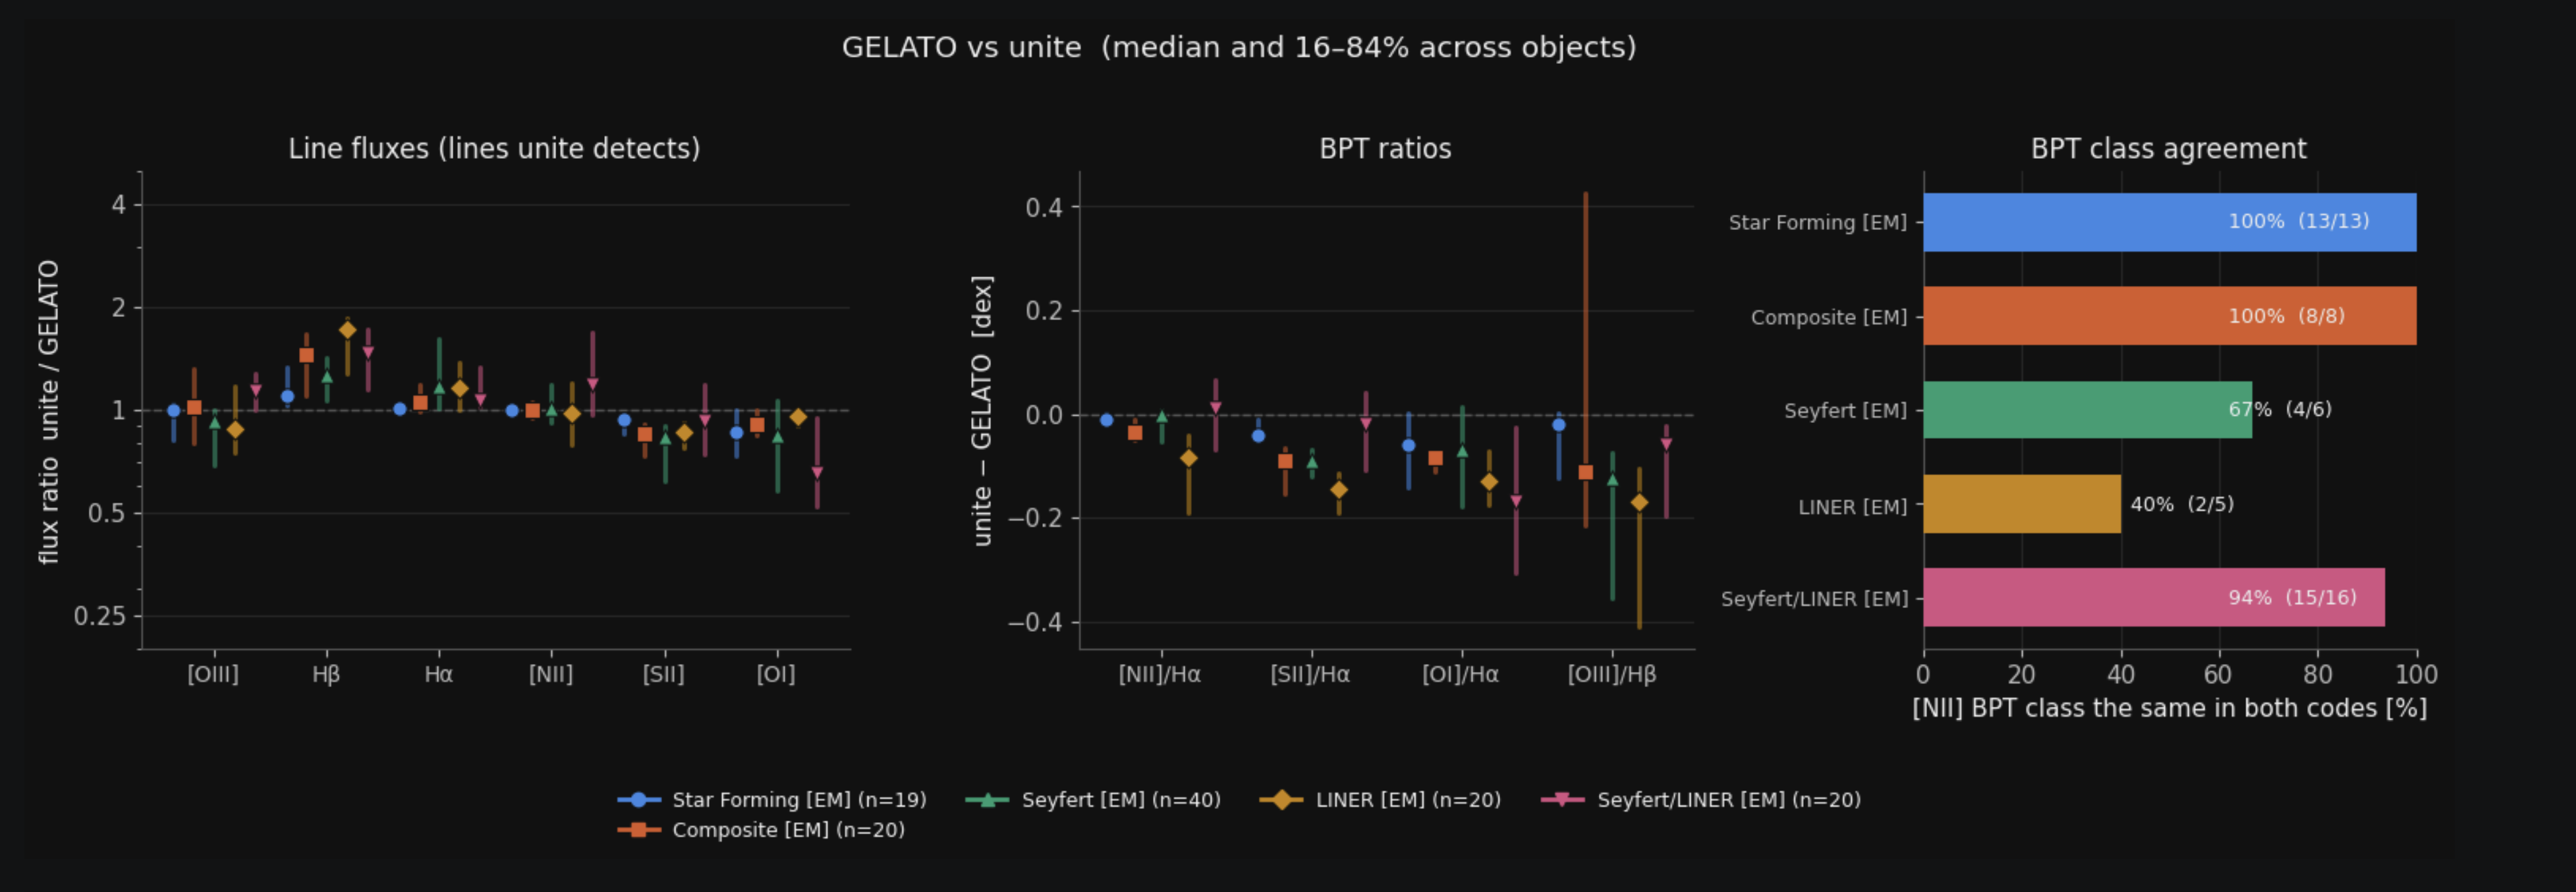 GELATO vs unite  (median and 16–84% across objects)
Line fluxes (lines unite detects)
flux ratio  unite / GELATO
4
2
1
0.5
0.25
[OIII]
Hβ
Hα
[NII]
[SII]
[OI]
BPT ratios
unite − GELATO  [dex]
0.4
0.2
0.0
−0.2
−0.4
[NII]/Hα
[SII]/Hα
[OI]/Hα
[OIII]/Hβ
BPT class agreement
Star Forming [EM]
100%  (13/13)
Composite [EM]
100%  (8/8)
Seyfert [EM]
67%  (4/6)
LINER [EM]
40%  (2/5)
Seyfert/LINER [EM]
94%  (15/16)
0
20
40
60
80
100
[NII] BPT class the same in both codes [%]
Star Forming [EM] (n=19)
Composite [EM] (n=20)
Seyfert [EM] (n=40)
LINER [EM] (n=20)
Seyfert/LINER [EM] (n=20)